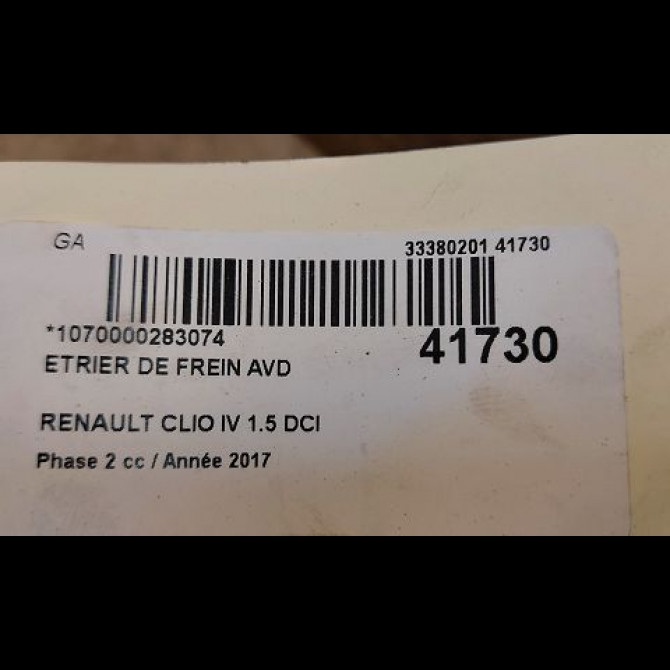 GA 33380201 41730
*1070000283074 41730
ETRIER DE FREIN AVD
RENAULT CLIO IV 1.5 DCI
Phase 2 cc / Année 2017